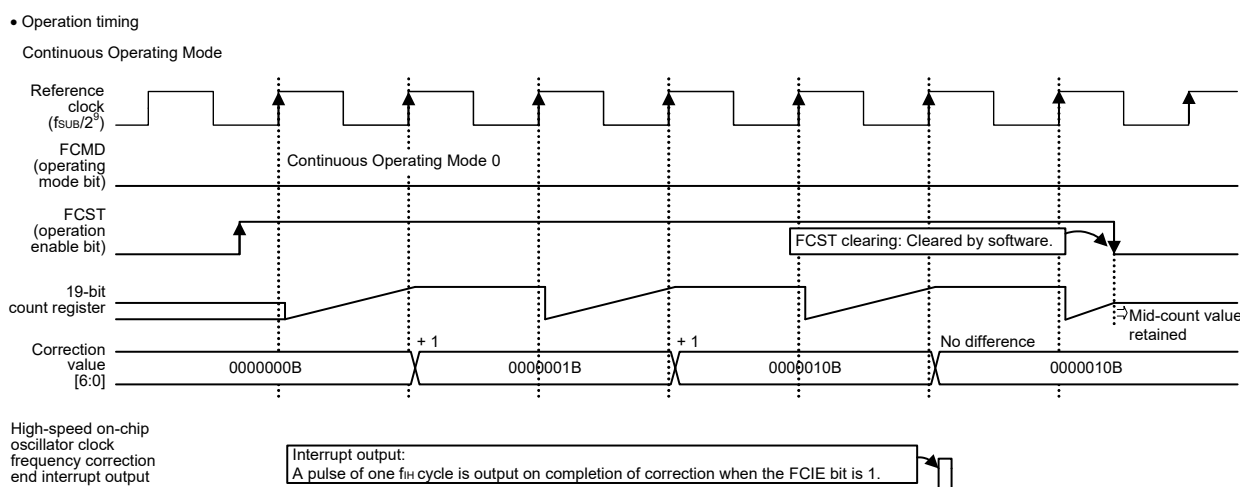 • Operation timing
Continuous Operating Mode
Reference
clock
(fSUB/2⁹)
FCMD
(operating
mode bit)
Continuous Operating Mode 0
FCST
(operation
enable bit)
FCST clearing: Cleared by software.
19-bit
count register
⇒Mid-count value
retained
Correction
value
[6:0]
0000000B
+ 1
0000001B
+ 1
0000010B
No difference
0000010B
High-speed on-chip
oscillator clock
frequency correction
end interrupt output
Interrupt output:
A pulse of one fIH cycle is output on completion of correction when the FCIE bit is 1.